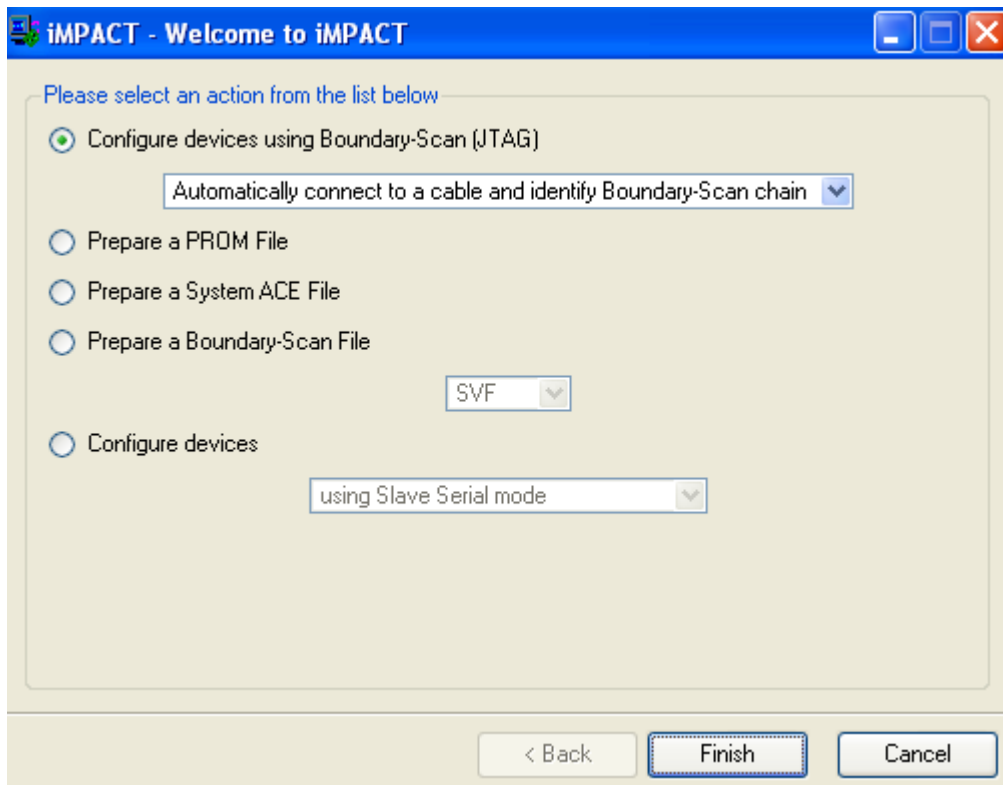 iMPACT - Welcome to iMPACT
Please select an action from the list below
Configure devices using Boundary-Scan (JTAG)
Automatically connect to a cable and identify Boundary-Scan chain
Prepare a PROM File
Prepare a System ACE File
Prepare a Boundary-Scan File
SVF
Configure devices
using Slave Serial mode
< Back Finish Cancel